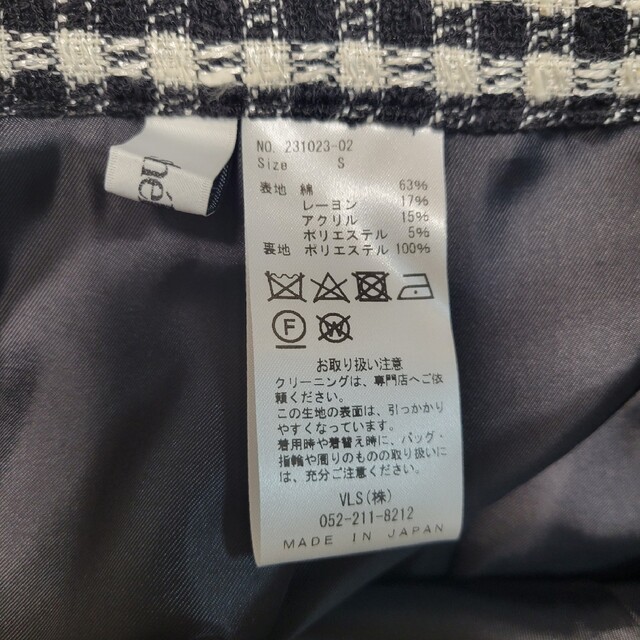 hé
NO. 231023-02
Size S
表地 綿 63%
レーヨン 17%
アクリル 15%
ポリエステル 5%
裏地 ポリエステル 100%
F W
お取り扱い注意
クリーニングは、専門店へご依
頼ください。
この生地の表面は、引っかかり
やすくなっています。
着用時や着替え時に、バッグ・
指輪や周りのものの取り扱いに
は、充分ご注意ください。
VLS(株)
052-211-8212
MADE IN JAPAN